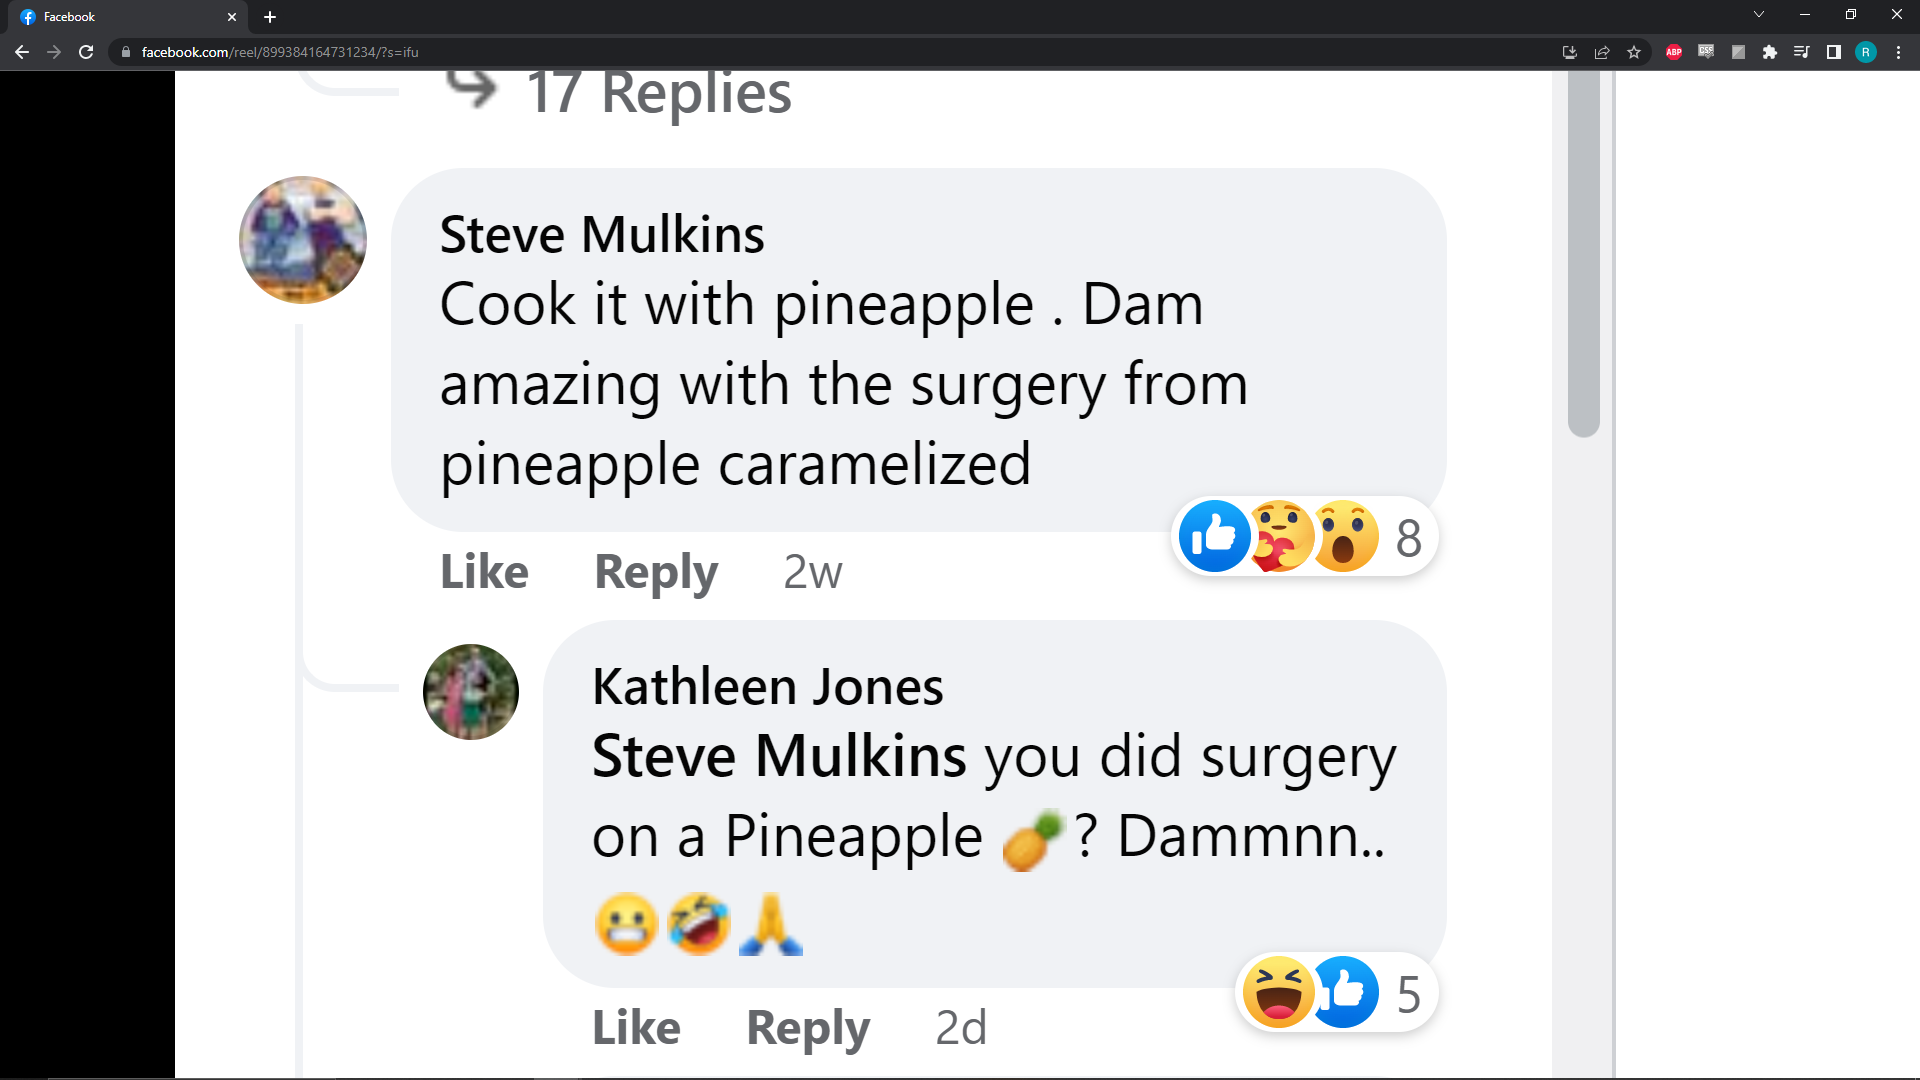 Facebook
facebook.com/reel/899384164731234/?s=ifu
ABP
R
17 Replies
Steve Mulkins
Cook it with pineapple . Dam
amazing with the surgery from
pineapple caramelized
8
Like Reply 2w
Kathleen Jones
Steve Mulkins you did surgery
on a Pineapple 🍍? Dammnn..
😬🤣🙏
5
Like Reply 2d